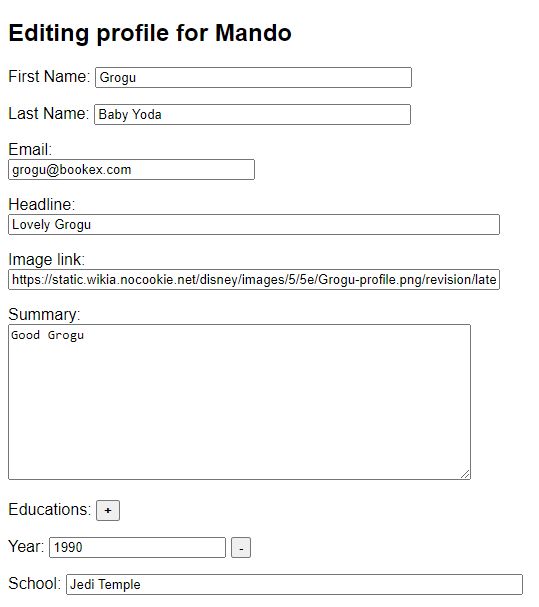 Editing profile for Mando
First Name: Grogu
Last Name: Baby Yoda
Email:
grogu@bookex.com
Headline:
Lovely Grogu
Image link:
https://static.wikia.nocookie.net/disney/images/5/5e/Grogu-profile.png/revision/late
Summary:
Good Grogu
Educations: +
Year: 1990 -
School: Jedi Temple